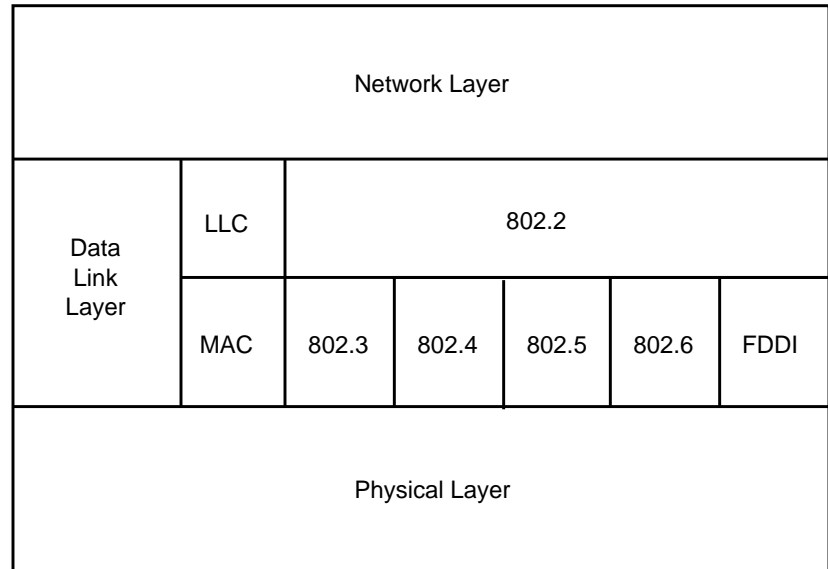 Network Layer
Data
Link
Layer
LLC
802.2
MAC
802.3
802.4
802.5
802.6
FDDI
Physical Layer